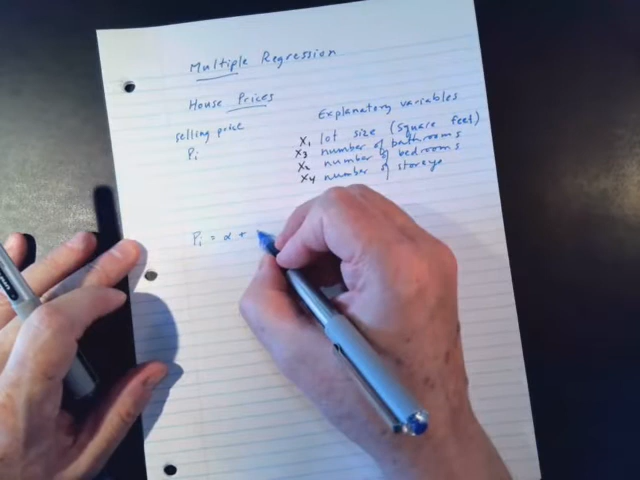 Multiple Regression
House Prices
Explanatory variables
selling price
Pi
X1 lot size (square feet)
X3 number of bathrooms
X2 number of bedrooms
X4 number of storeys
Pi = α +